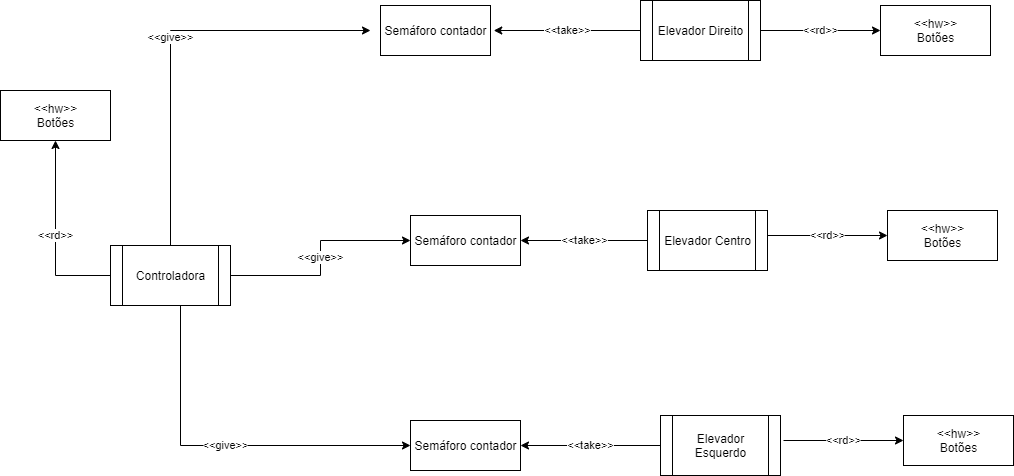 <<give>>
Semáforo contador
<<take>>
Elevador Direito
<<rd>>
<<hw>>
Botões
<<hw>>
Botões
<<rd>>
Controladora
<<give>>
Semáforo contador
<<take>>
Elevador Centro
<<rd>>
<<hw>>
Botões
<<give>>
Semáforo contador
<<take>>
Elevador
Esquerdo
<<rd>>
<<hw>>
Botões